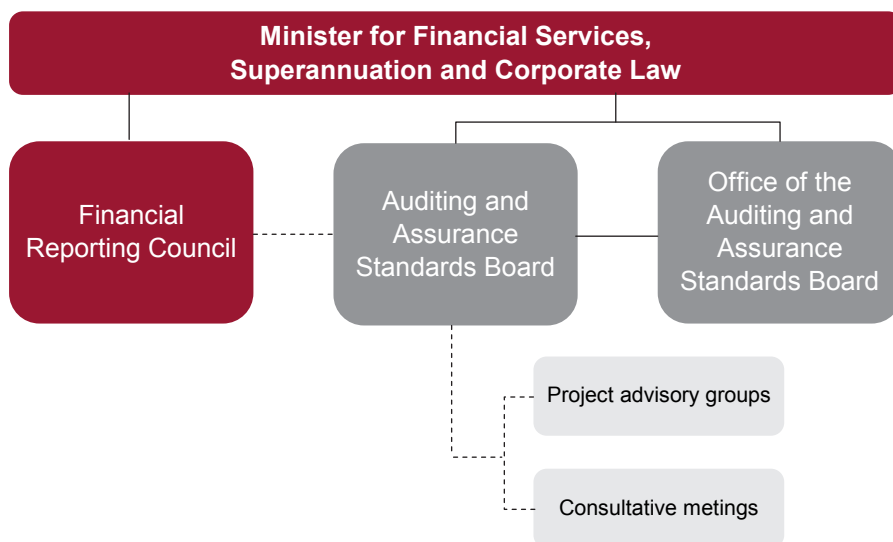 Minister for Financial Services,
Superannuation and Corporate Law
Financial
Reporting Council
Auditing and
Assurance
Standards Board
Office of the
Auditing and
Assurance
Standards Board
Project advisory groups
Consultative metings